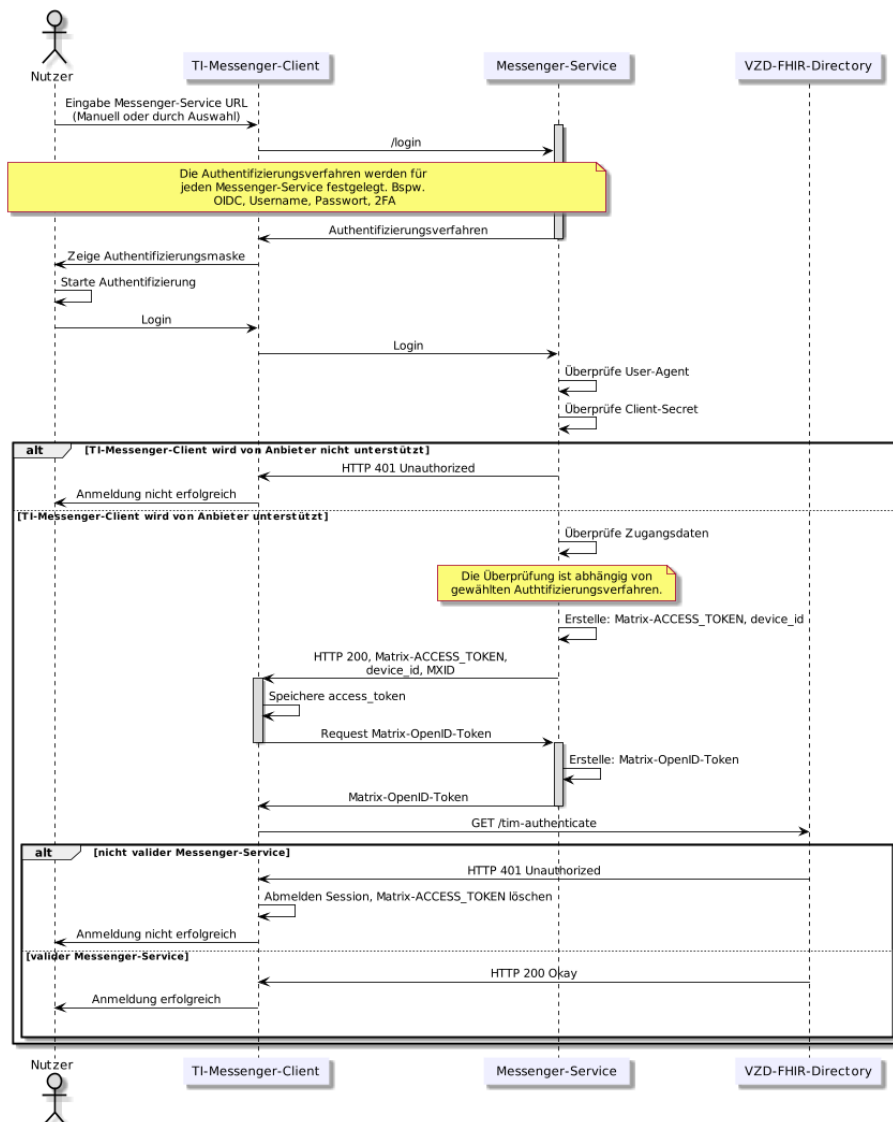 Nutzer
TI-Messenger-Client
Messenger-Service
VZD-FHIR-Directory
Eingabe Messenger-Service URL
(Manuell oder durch Auswahl)
/login
Die Authentifizierungsverfahren werden für
jeden Messenger-Service festgelegt. Bspw.
OIDC, Username, Passwort, 2FA
Authentifizierungsverfahren
Zeige Authentifizierungsmaske
Starte Authentifizierung
Login
Login
Überprüfe User-Agent
Überprüfe Client-Secret
alt [TI-Messenger-Client wird von Anbieter nicht unterstützt]
HTTP 401 Unauthorized
Anmeldung nicht erfolgreich
[TI-Messenger-Client wird von Anbieter unterstützt]
Überprüfe Zugangsdaten
Die Überprüfung ist abhängig von
gewählten Authtifizierungsverfahren.
Erstelle: Matrix-ACCESS_TOKEN, device_id
HTTP 200, Matrix-ACCESS_TOKEN,
device_id, MXID
Speichere access_token
Request Matrix-OpenID-Token
Erstelle: Matrix-OpenID-Token
Matrix-OpenID-Token
GET /tim-authenticate
alt [nicht valider Messenger-Service]
HTTP 401 Unauthorized
Abmelden Session, Matrix-ACCESS_TOKEN löschen
Anmeldung nicht erfolgreich
[valider Messenger-Service]
HTTP 200 Okay
Anmeldung erfolgreich
Nutzer
TI-Messenger-Client
Messenger-Service
VZD-FHIR-Directory